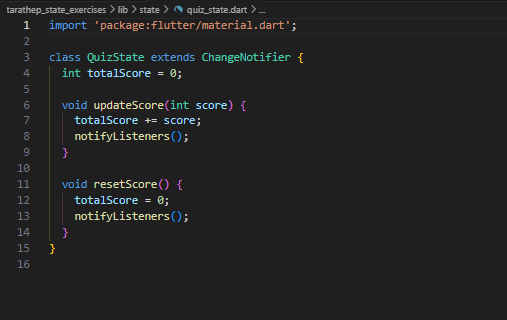 tarathep_state_exercises > lib > state > quiz_state.dart > ...
1 import 'package:flutter/material.dart';
2
3 class QuizState extends ChangeNotifier {
4   int totalScore = 0;
5
6   void updateScore(int score) {
7     totalScore += score;
8     notifyListeners();
9   }
10
11   void resetScore() {
12     totalScore = 0;
13     notifyListeners();
14   }
15 }
16